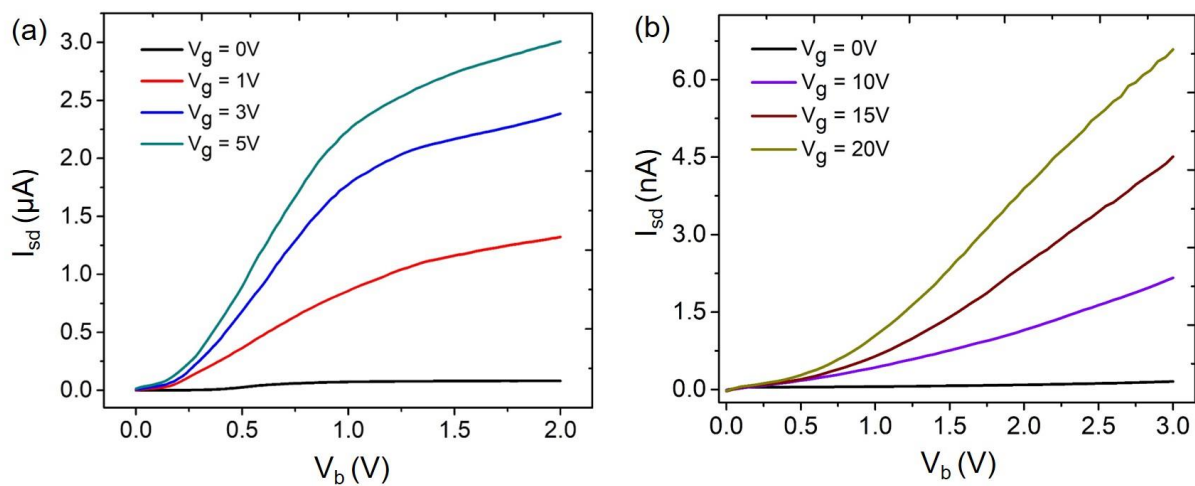 (a)
V_g = 0V
V_g = 1V
V_g = 3V
V_g = 5V
I_sd (µA)
3.0
2.5
2.0
1.5
1.0
0.5
0.0
0.0 0.5 1.0 1.5 2.0
V_b (V)
(b)
V_g = 0V
V_g = 10V
V_g = 15V
V_g = 20V
I_sd (nA)
6.0
4.5
3.0
1.5
0.0
0.0 0.5 1.0 1.5 2.0 2.5 3.0
V_b (V)